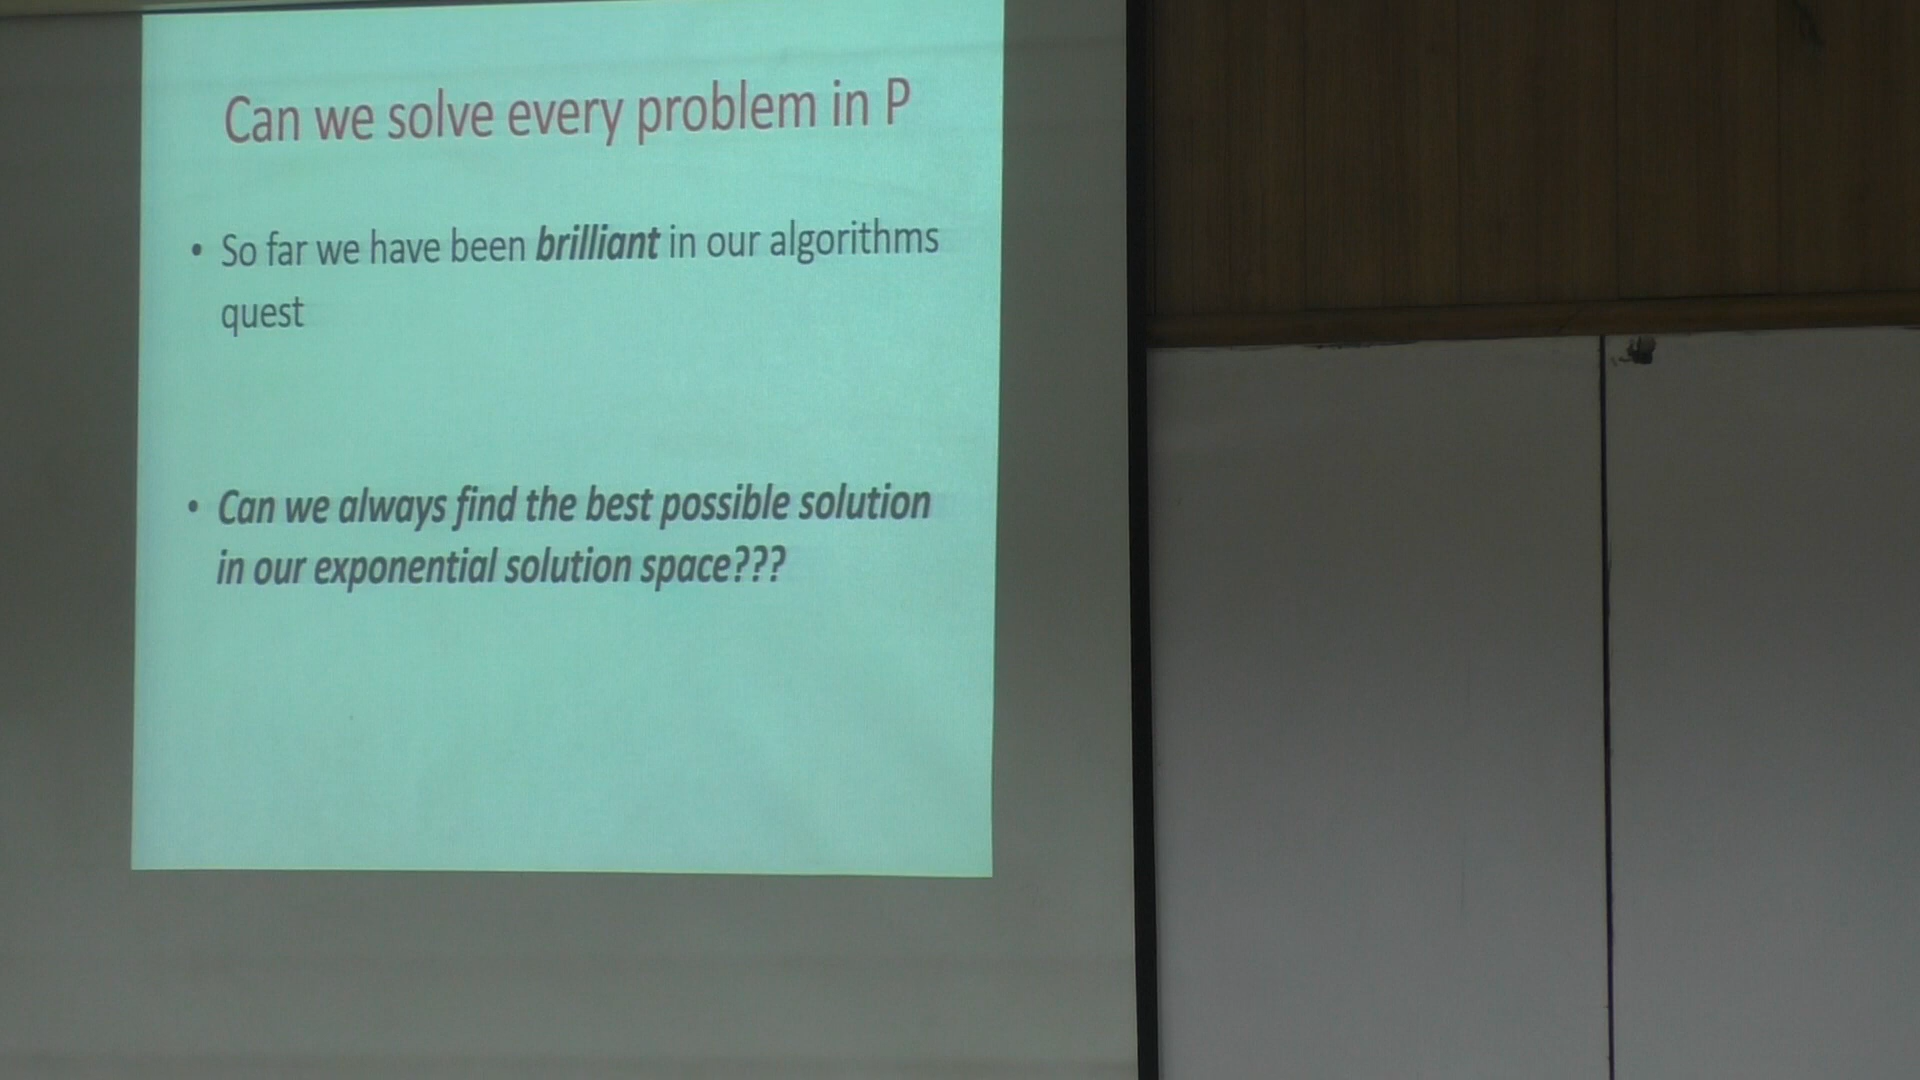 Can we solve every problem in P
• So far we have been brilliant in our algorithms
quest
• Can we always find the best possible solution
in our exponential solution space???